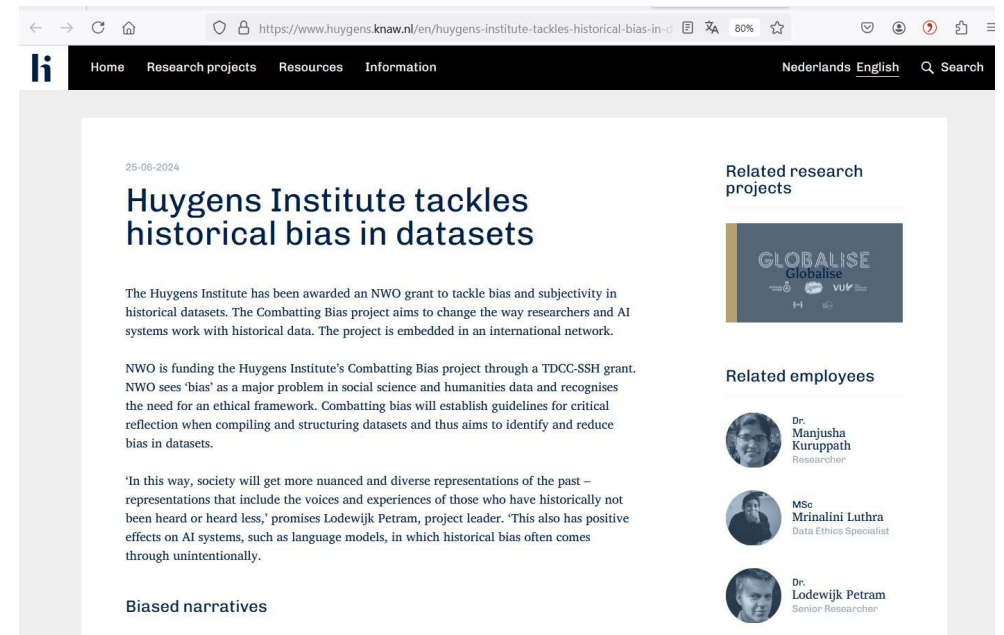 https://www.huygens.knaw.nl/en/huygens-institute-tackles-historical-bias-in-d
80%
hi
Home Research projects Resources Information
Nederlands English Search
25-06-2024
Huygens Institute tackles
historical bias in datasets
The Huygens Institute has been awarded an NWO grant to tackle bias and subjectivity in
historical datasets. The Combatting Bias project aims to change the way researchers and AI
systems work with historical data. The project is embedded in an international network.
NWO is funding the Huygens Institute’s Combatting Bias project through a TDCC-SSH grant.
NWO sees ‘bias’ as a major problem in social science and humanities data and recognises
the need for an ethical framework. Combatting bias will establish guidelines for critical
reflection when compiling and structuring datasets and thus aims to identify and reduce
bias in datasets.
‘In this way, society will get more nuanced and diverse representations of the past –
representations that include the voices and experiences of those who have historically not
been heard or heard less,’ promises Lodewijk Petram, project leader. ‘This also has positive
effects on AI systems, such as language models, in which historical bias often comes
through unintentionally.
Biased narratives
Related research
projects
GLOBALISE
Globalise
VU
Related employees
Dr.
Manjusha
Kuruppath
Researcher
MSc
Mrinalini Luthra
Data Ethics Specialist
Dr.
Lodewijk Petram
Senior Researcher